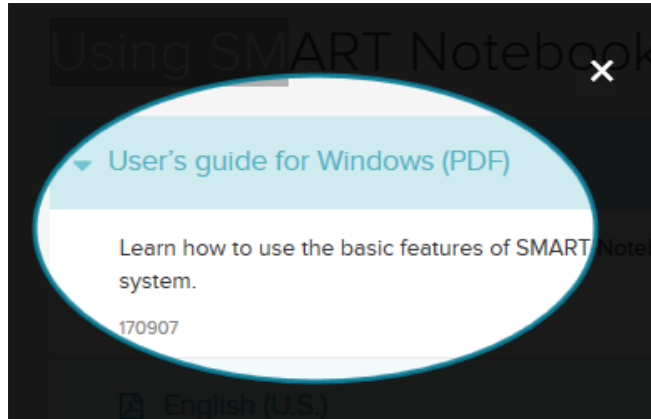 Using SMART Notebook
User's guide for Windows (PDF)
Learn how to use the basic features of SMART Note
system.
170907
English (U.S.)